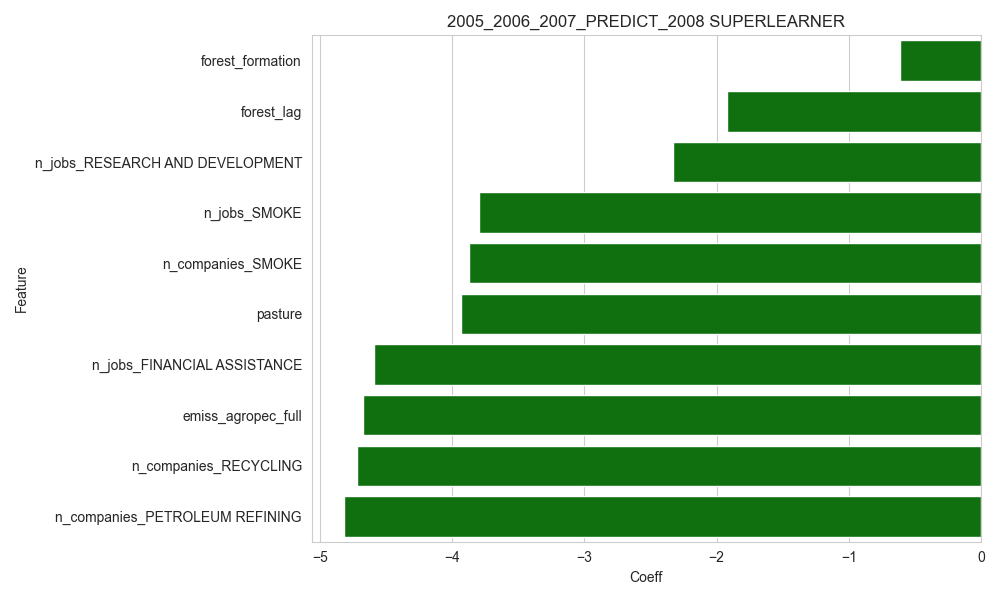 2005_2006_2007_PREDICT_2008 SUPERLEARNER
Feature
forest_formation
forest_lag
n_jobs_RESEARCH AND DEVELOPMENT
n_jobs_SMOKE
n_companies_SMOKE
pasture
n_jobs_FINANCIAL ASSISTANCE
emiss_agropec_full
n_companies_RECYCLING
n_companies_PETROLEUM REFINING
−5 −4 −3 −2 −1 0
Coeff